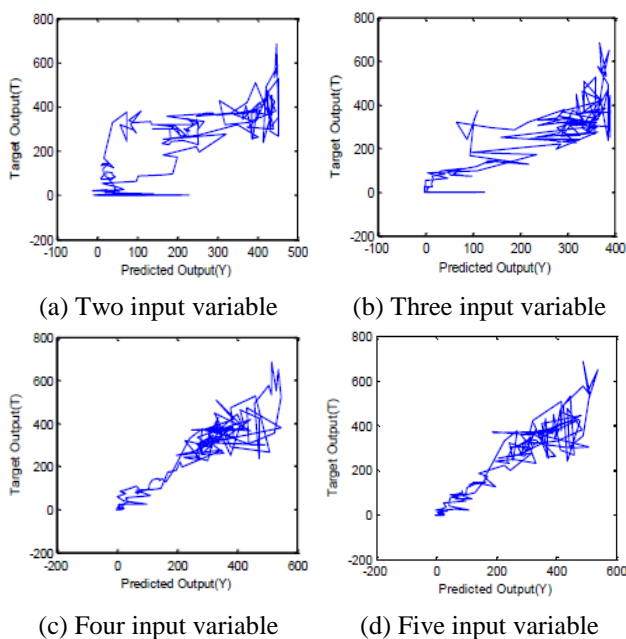 800
600
400
200
0
-200
-100 0 100 200 300 400 500
Target Output(T)
Predicted Output(Y)
(a) Two input variable
800
600
400
200
0
-200
-100 0 100 200 300 400
Target Output(T)
Predicted Output(Y)
(b) Three input variable
800
600
400
200
0
-200
-200 0 200 400 600
Target Output(T)
Predicted Output(Y)
(c) Four input variable
800
600
400
200
0
-200
-200 0 200 400 600
Target Output(T)
Predicted Output(Y)
(d) Five input variable